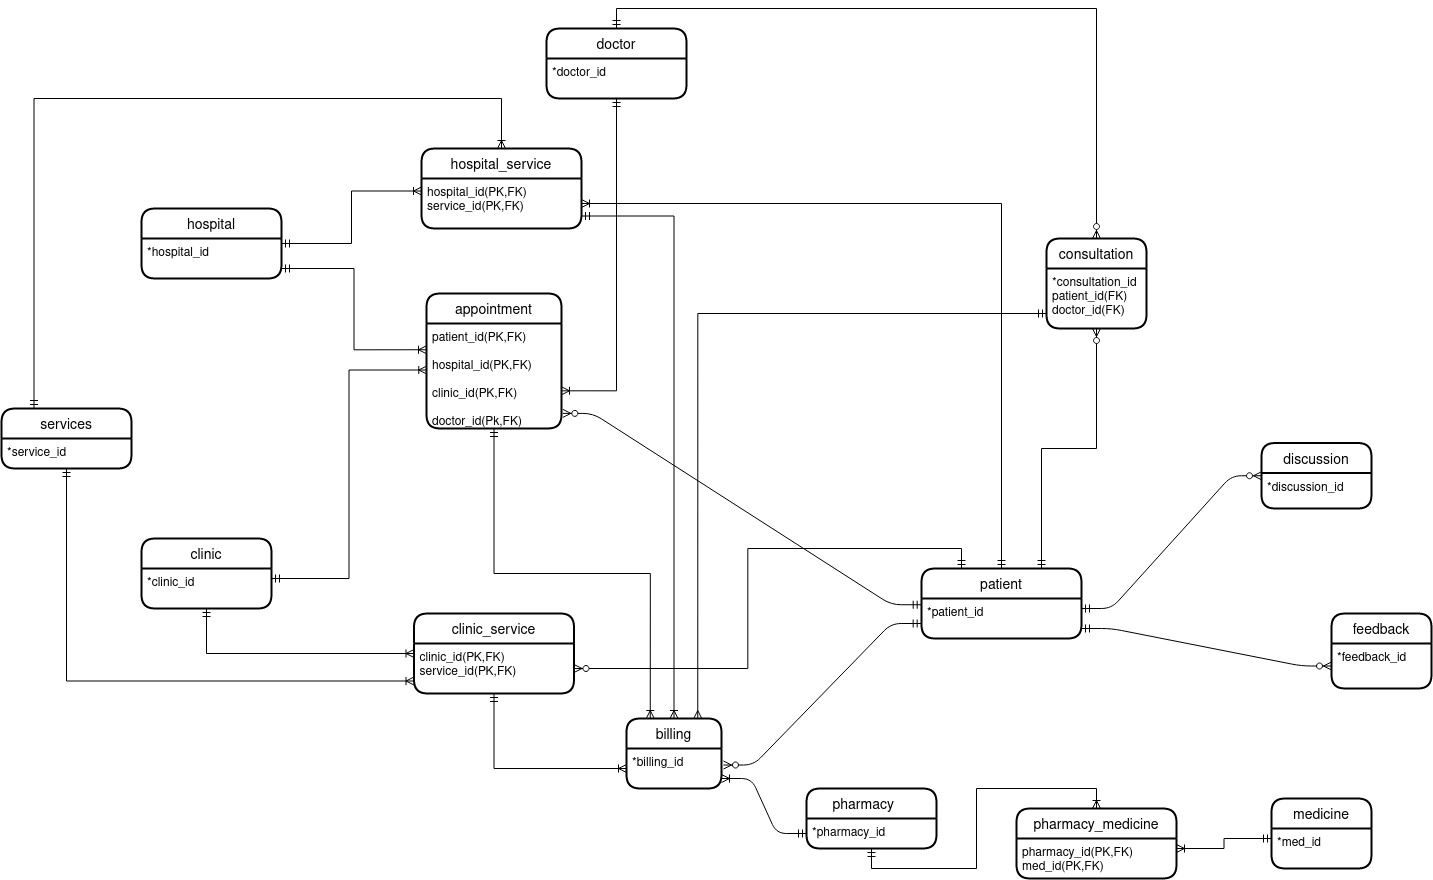 doctor
*doctor_id
hospital_service
hospital_id(PK,FK)
service_id(PK,FK)
hospital
*hospital_id
consultation
*consultation_id
patient_id(FK)
doctor_id(FK)
appointment
patient_id(PK,FK)
hospital_id(PK,FK)
clinic_id(PK,FK)
doctor_id(Pk,FK)
services
*service_id
discussion
*discussion_id
clinic
*clinic_id
patient
*patient_id
clinic_service
clinic_id(PK,FK)
service_id(PK,FK)
feedback
*feedback_id
billing
*billing_id
pharmacy
*pharmacy_id
pharmacy_medicine
pharmacy_id(PK,FK)
med_id(PK,FK)
medicine
*med_id